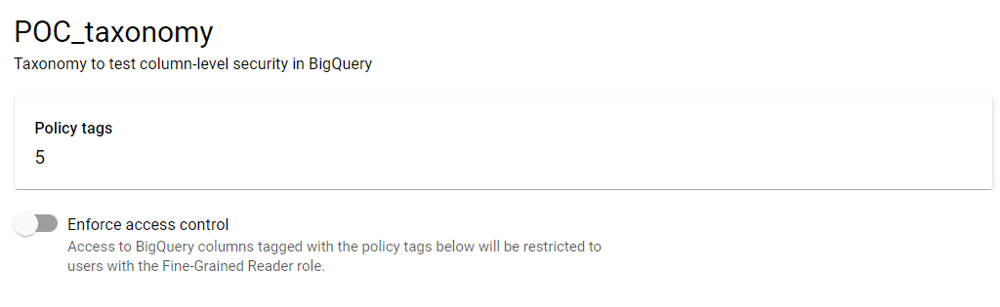 POC_taxonomy
Taxonomy to test column-level security in BigQuery
Policy tags
5
Enforce access control
Access to BigQuery columns tagged with the policy tags below will be restricted to
users with the Fine-Grained Reader role.